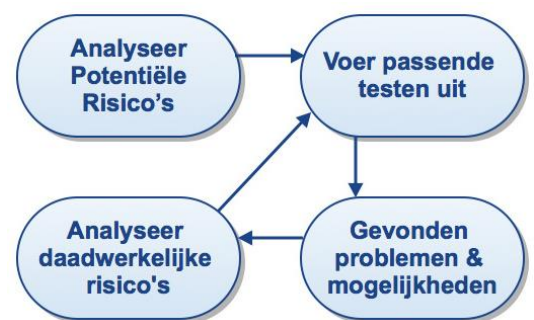 Analyseer
Potentiële
Risico’s
Voer passende
testen uit
Analyseer
daadwerkelijke
risico's
Gevonden
problemen &
mogelijkheden